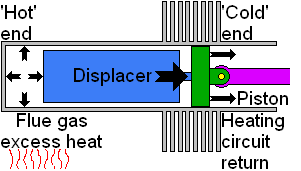 'Hot'
end
'Cold'
end
Displacer
Piston
Flue gas
excess heat
Heating
circuit
return